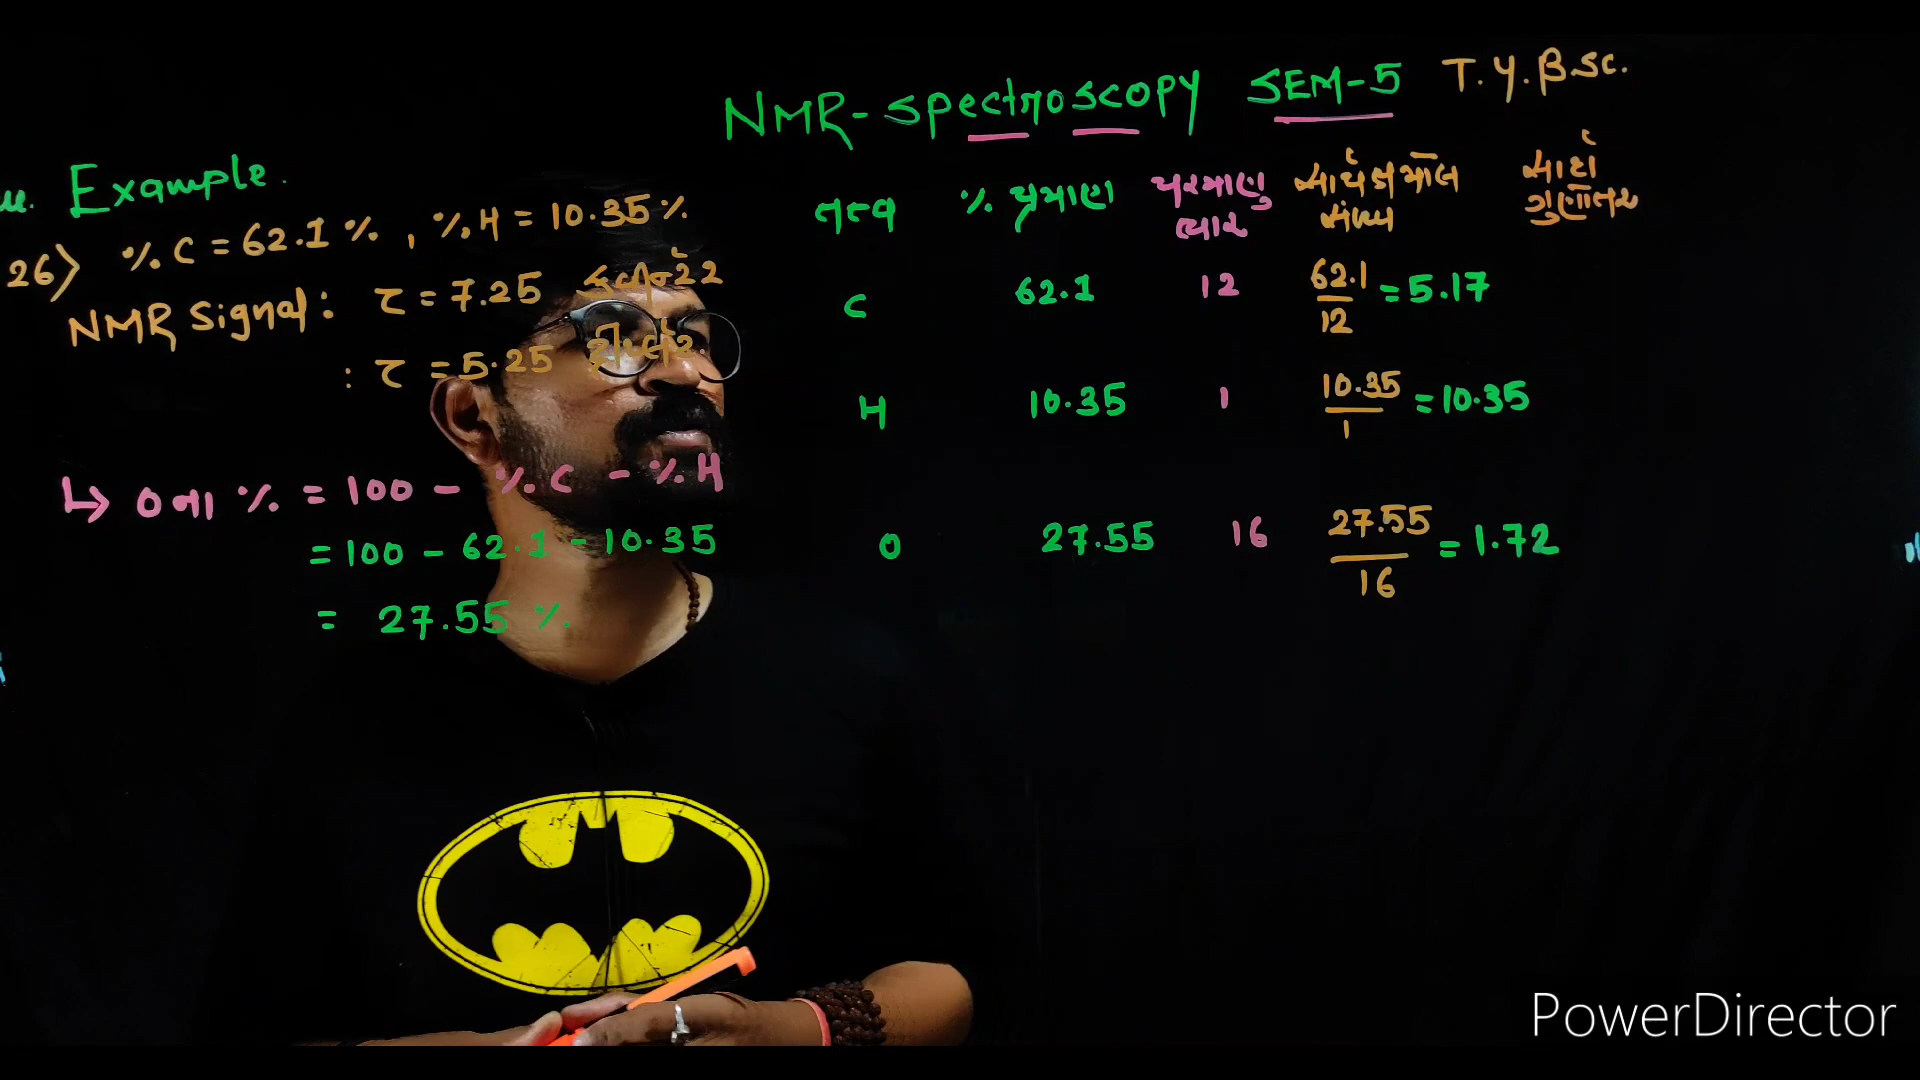 NMR-Spectroscopy SEM-5 T.Y.BSc.
Example.
26) %C = 62.1 %, %H = 10.35 %
NMR Signal: τ = 7.25
: τ = 5.25
→ O ના % = 100 - %C - %H
= 100 - 62.1 - 10.35
= 27.55 %
તત્વ % પ્રમાણ પરમાણુ ભાર સાપેક્ષ મોલ સંખ્યા સાદો ગુણોત્તર
C 62.1 12 62.1/12 = 5.17
H 10.35 1 10.35/1 = 10.35
O 27.55 16 27.55/16 = 1.72
PowerDirector